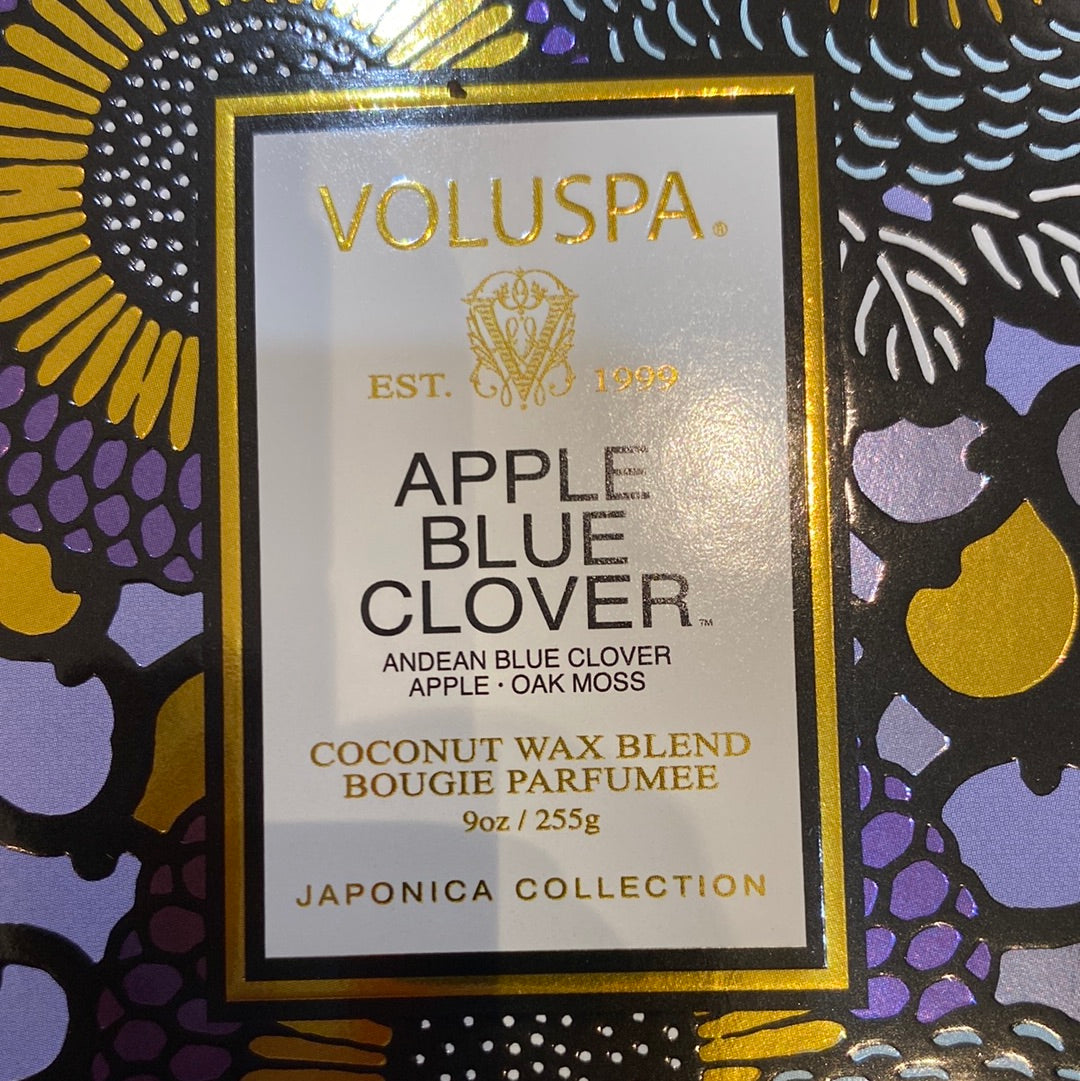 VOLUSPA®
EST. 1999
APPLE
BLUE
CLOVER™
ANDEAN BLUE CLOVER
APPLE · OAK MOSS
COCONUT WAX BLEND
BOUGIE PARFUMEE
9oz / 255g
JAPONICA COLLECTION